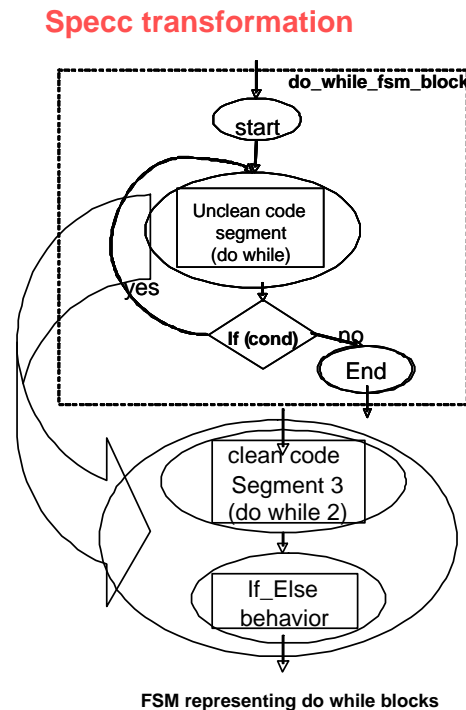 Specc transformation
do_while_fsm_block
start
Unclean code
segment
(do while)
yes
If (cond)
no
End
clean code
Segment 3
(do while 2)
If_Else
behavior
FSM representing do while blocks